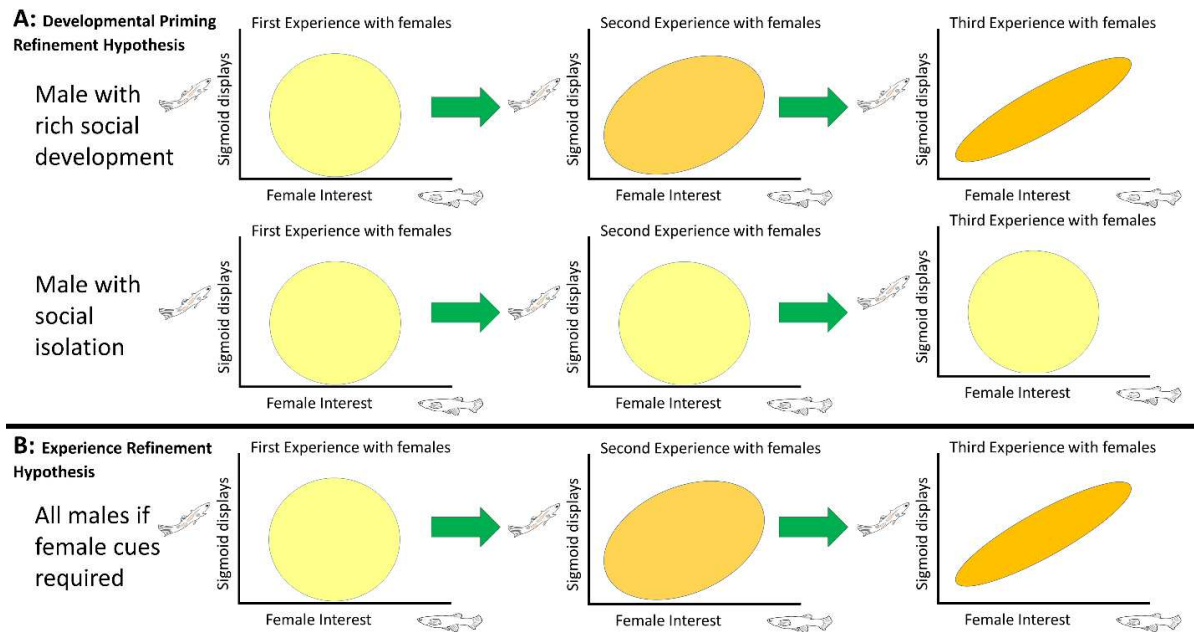 A: Developmental Priming
Refinement Hypothesis
First Experience with females
Second Experience with females
Third Experience with females
Male with
rich social
development
Sigmoid displays
Sigmoid displays
Sigmoid displays
Female Interest
Female Interest
Female Interest
First Experience with females
Second Experience with females
Third Experience with females
Male with
social
isolation
Sigmoid displays
Sigmoid displays
Sigmoid displays
Female Interest
Female Interest
Female Interest
B: Experience Refinement
Hypothesis
First Experience with females
Second Experience with females
Third Experience with females
All males if
female cues
required
Sigmoid displays
Sigmoid displays
Sigmoid displays
Female Interest
Female Interest
Female Interest